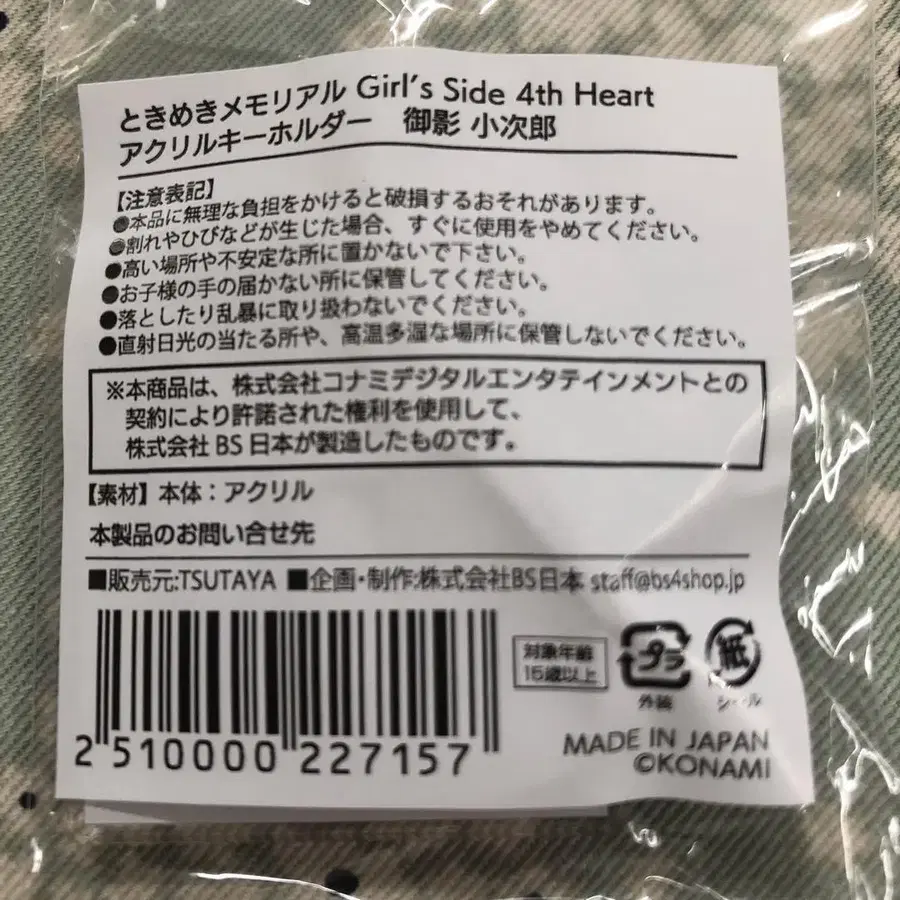 ときめきメモリアル Girl's Side 4th Heart
アクリルキーホルダー　御影 小次郎
【注意表記】
●本品に無理な負担をかけると破損するおそれがあります。
●割れやひびなどが生じた場合、すぐに使用をやめてください。
●高い場所や不安定な所に置かないで下さい。
●お子様の手の届かない所に保管してください。
●落としたり乱暴に取り扱わないでください。
●直射日光の当たる所や、高温多湿な場所に保管しないでください。
※本商品は、株式会社コナミデジタルエンタテインメントとの
契約により許諾された権利を使用して、
株式会社 BS 日本が製造したものです。
【素材】本体：アクリル
本製品のお問い合せ先
■販売元:TSUTAYA ■企画・制作:株式会社BS日本 staff@bs4shop.jp
対象年齢
15歳以上
プラ
外装
紙
シール
2 510000 227157
MADE IN JAPAN
©KONAMI